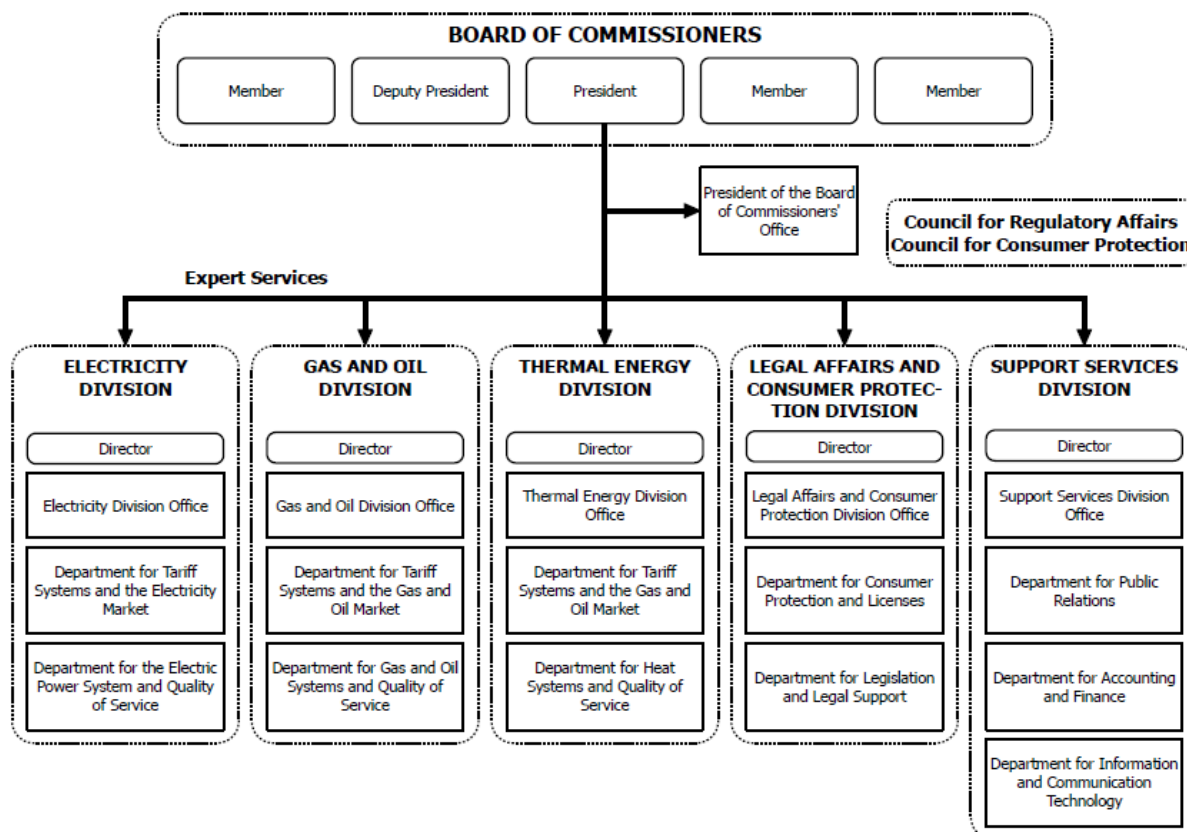 BOARD OF COMMISSIONERS
Member
Deputy President
President
Member
Member
President of the Board
of Commissioners'
Office
Council for Regulatory Affairs
Council for Consumer Protection
Expert Services
ELECTRICITY
DIVISION
Director
Electricity Division Office
Department for Tariff
Systems and the Electricity
Market
Department for the Electric
Power System and Quality
of Service
GAS AND OIL
DIVISION
Director
Gas and Oil Division Office
Department for Tariff
Systems and the Gas and
Oil Market
Department for Gas and Oil
Systems and Quality of
Service
THERMAL ENERGY
DIVISION
Director
Thermal Energy Division
Office
Department for Tariff
Systems and the Gas and
Oil Market
Department for Heat
Systems and Quality of
Service
LEGAL AFFAIRS AND
CONSUMER PROTEC-
TION DIVISION
Director
Legal Affairs and Consumer
Protection Division Office
Department for Consumer
Protection and Licenses
Department for Legislation
and Legal Support
SUPPORT SERVICES
DIVISION
Director
Support Services Division
Office
Department for Public
Relations
Department for Accounting
and Finance
Department for Information
and Communication
Technology